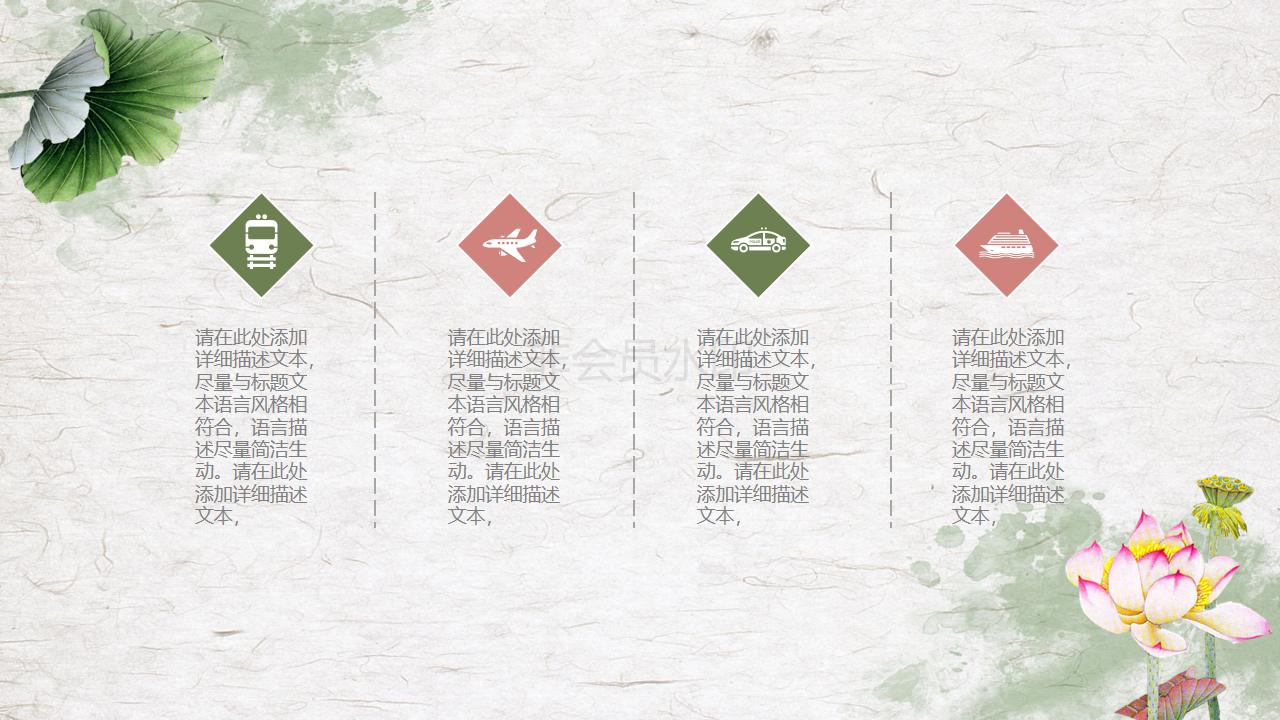 请在此处添加
详细描述文本，
尽量与标题文
本语言风格相
符合，语言描
述尽量简洁生
动。请在此处
添加详细描述
文本，
请在此处添加
详细描述文本，
尽量与标题文
本语言风格相
符合，语言描
述尽量简洁生
动。请在此处
添加详细描述
文本，
请在此处添加
详细描述文本，
尽量与标题文
本语言风格相
符合，语言描
述尽量简洁生
动。请在此处
添加详细描述
文本，
请在此处添加
详细描述文本，
尽量与标题文
本语言风格相
符合，语言描
述尽量简洁生
动。请在此处
添加详细描述
文本，